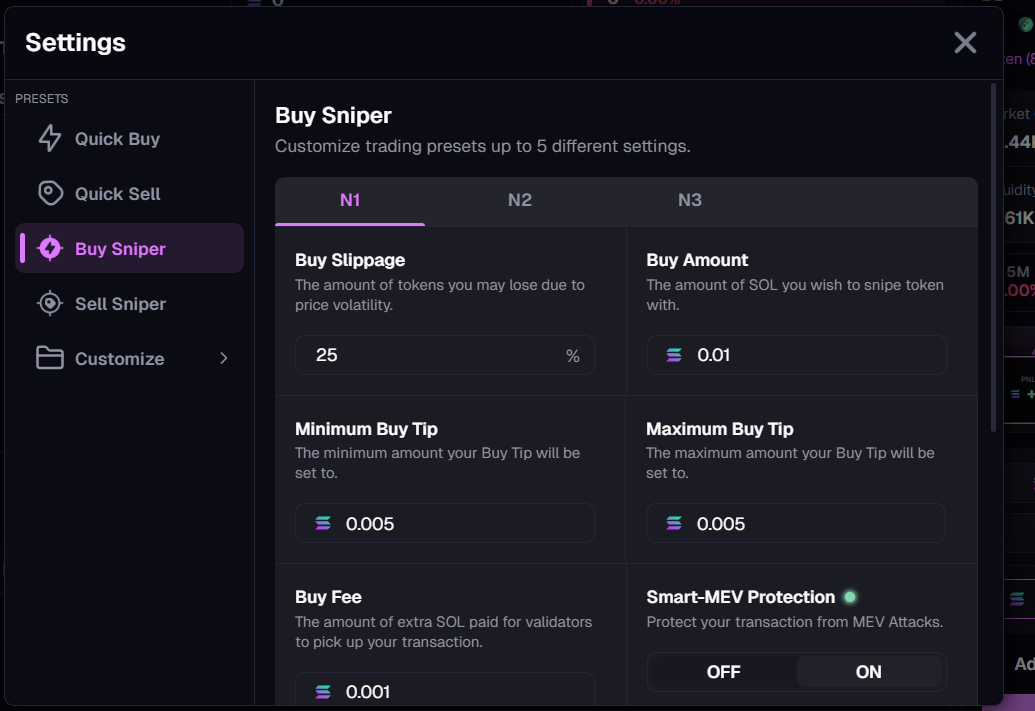 Settings
PRESETS
Quick Buy
Quick Sell
Buy Sniper
Sell Sniper
Customize
Buy Sniper
Customize trading presets up to 5 different settings.
N1 N2 N3
Buy Slippage
The amount of tokens you may lose due to
price volatility.
25 %
Buy Amount
The amount of SOL you wish to snipe token
with.
0.01
Minimum Buy Tip
The minimum amount your Buy Tip will be
set to.
0.005
Maximum Buy Tip
The maximum amount your Buy Tip will be
set to.
0.005
Buy Fee
The amount of extra SOL paid for validators
to pick up your transaction.
0.001
Smart-MEV Protection
Protect your transaction from MEV Attacks.
OFF ON
5M